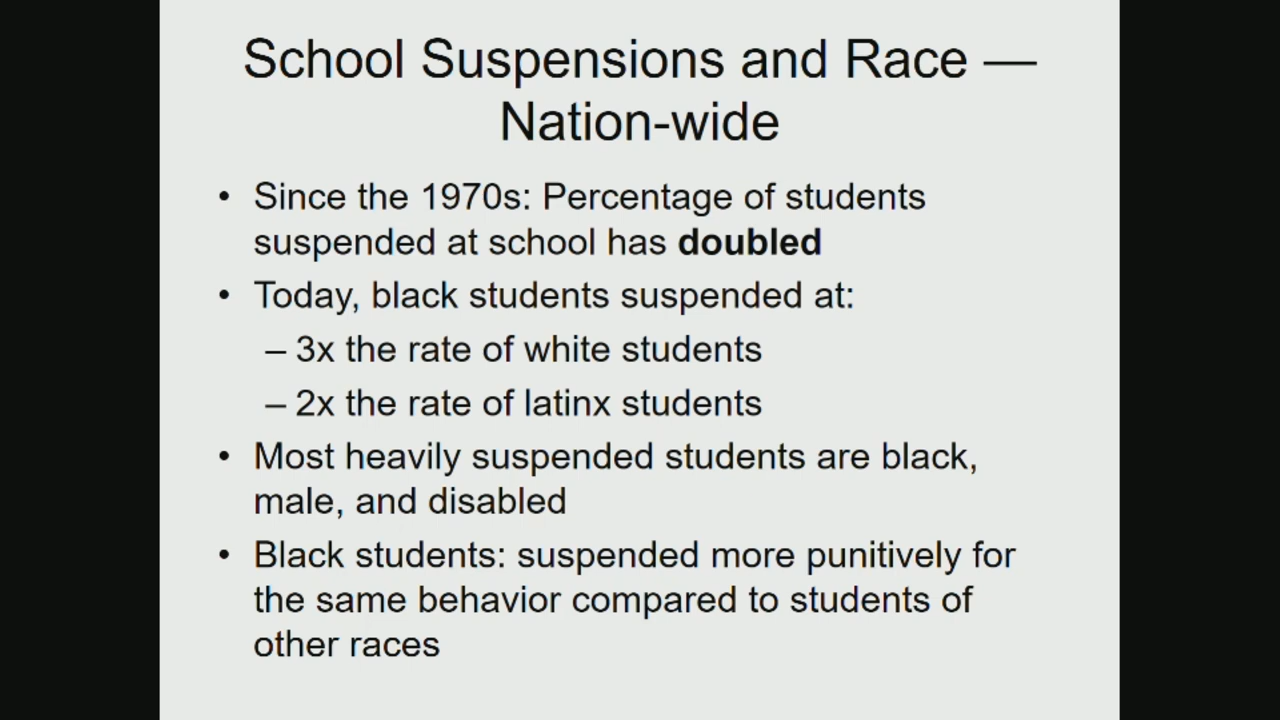 School Suspensions and Race —
Nation-wide
• Since the 1970s: Percentage of students
suspended at school has doubled
• Today, black students suspended at:
– 3x the rate of white students
– 2x the rate of latinx students
• Most heavily suspended students are black,
male, and disabled
• Black students: suspended more punitively for
the same behavior compared to students of
other races